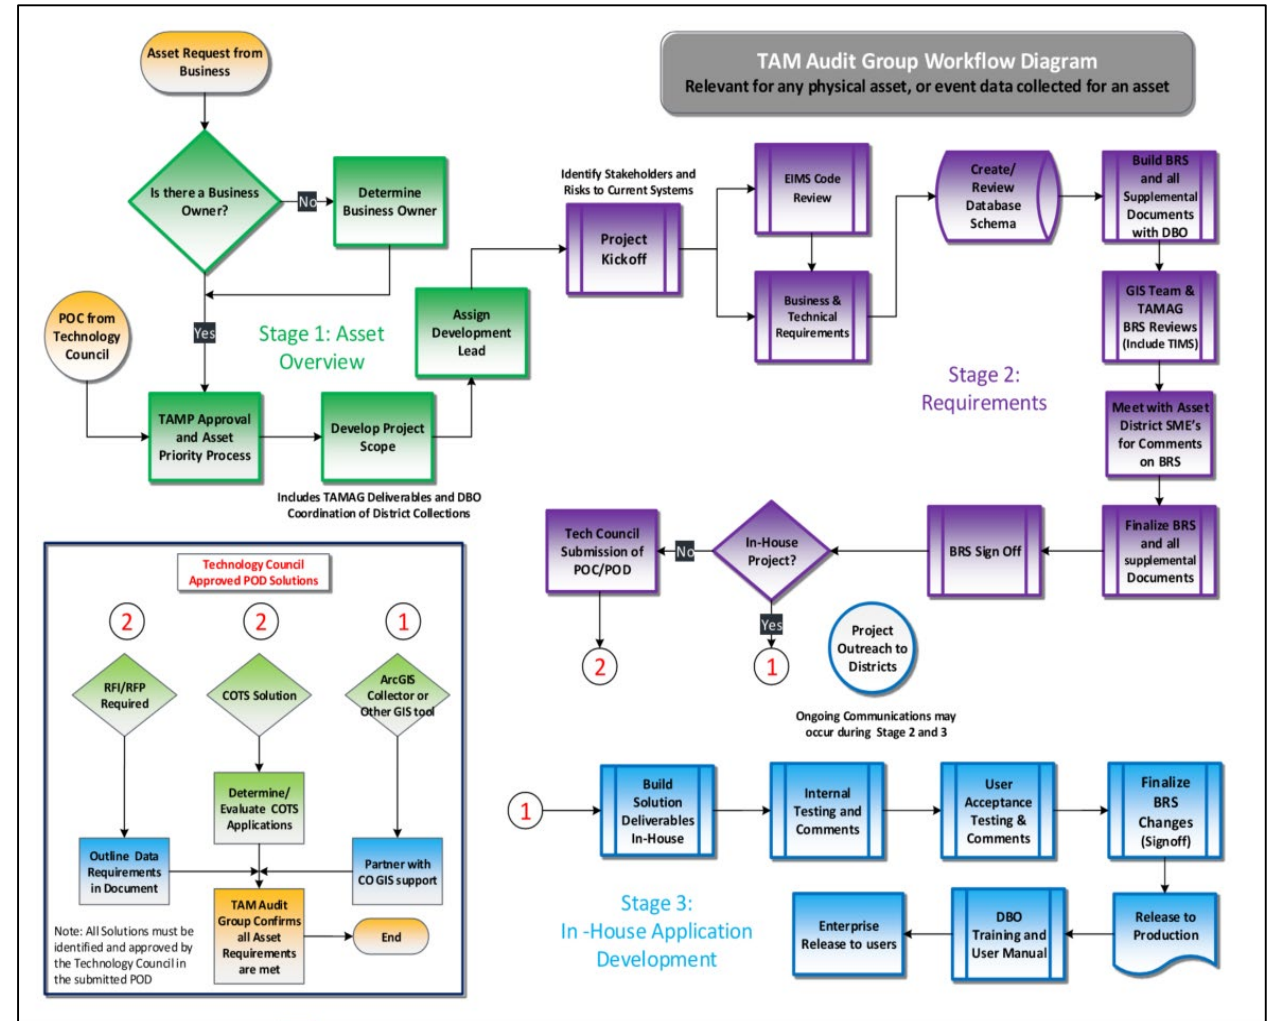 TAM Audit Group Workflow Diagram
Relevant for any physical asset, or event data collected for an asset
Asset Request from
Business
Is there a Business
Owner?
No
Determine
Business Owner
Yes
POC from
Technology
Council
Stage 1: Asset
Overview
TAMP Approval
and Asset
Priority Process
Develop Project
Scope
Includes TAMAG Deliverables and DBO
Coordination of District Collections
Assign
Development
Lead
Identify Stakeholders and
Risks to Current Systems
Project
Kickoff
EIMS Code
Review
Business &
Technical
Requirements
Create/
Review
Database
Schema
Build BRS
and all
Supplemental
Documents
with DBO
GIS Team &
TAMAG
BRS Reviews
(Include TIMS)
Stage 2:
Requirements
Meet with Asset
District SME's
for Comments
on BRS
Finalize BRS
and all
supplemental
Documents
BRS Sign Off
In-House
Project?
No
Tech Council
Submission of
POC/POD
2
Yes
1
Project
Outreach to
Districts
Ongoing Communications may
occur during Stage 2 and 3
Technology Council
Approved POD Solutions
2
2
1
RFI/RFP
Required
COTS Solution
ArcGIS
Collector or
Other GIS tool
Determine/
Evaluate COTS
Applications
Outline Data
Requirements
in Document
Partner with
CO GIS support
TAM Audit
Group Confirms
all Asset
Requirements
are met
End
Note: All Solutions must be
identified and approved by
the Technology Council in
the submitted POD
1
Build
Solution
Deliverables
In-House
Internal
Testing and
Comments
User
Acceptance
Testing &
Comments
Finalize
BRS
Changes
(Signoff)
Stage 3:
In -House Application
Development
Enterprise
Release to users
DBO
Training and
User Manual
Release to
Production